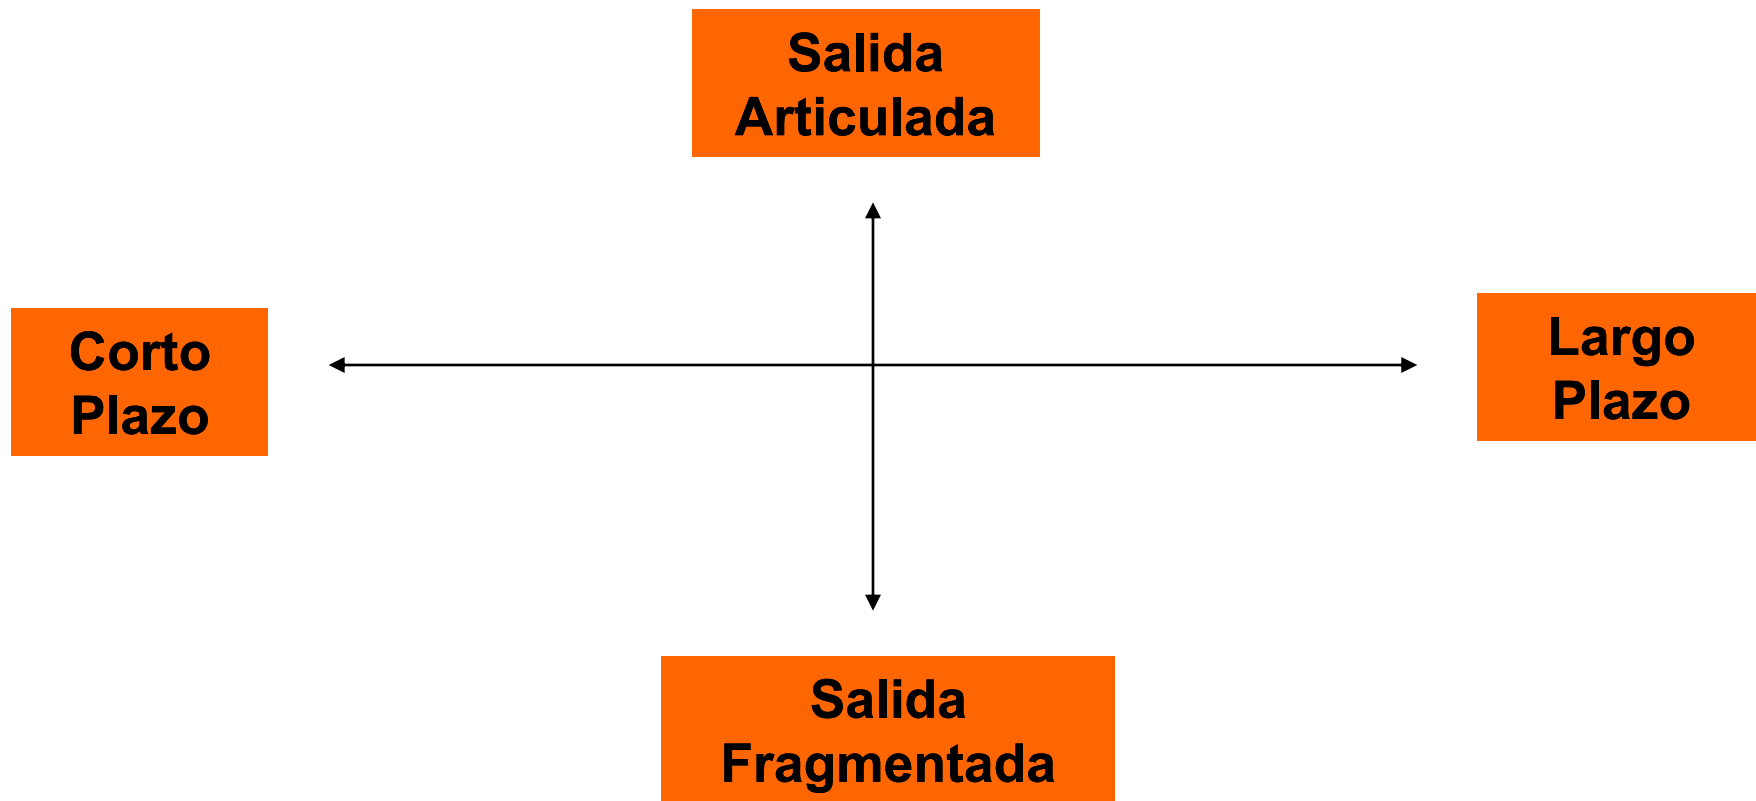 Salida
Articulada
Corto
Plazo
Largo
Plazo
Salida
Fragmentada